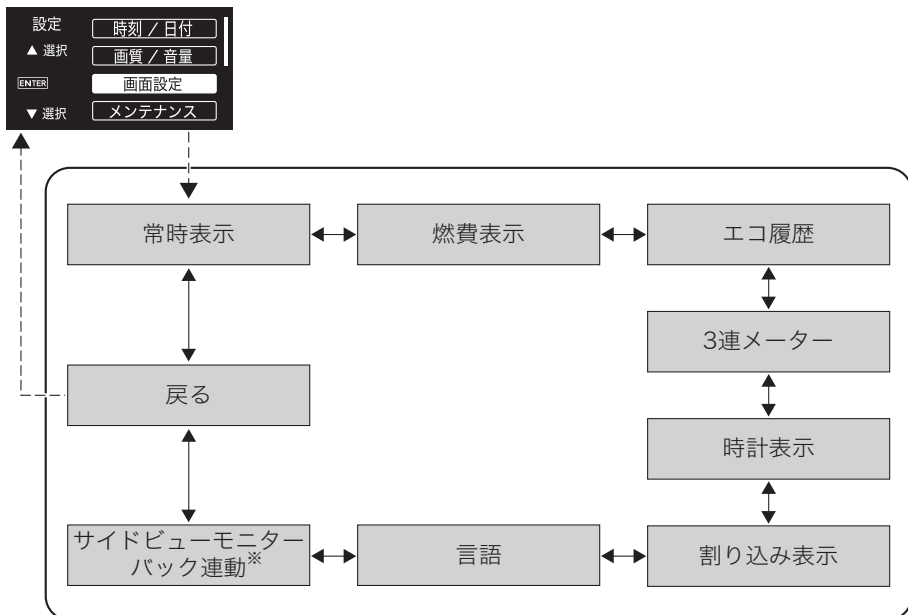 設定
時刻 / 日付
▲ 選択
画質 / 音量
ENTER
画面設定
▼ 選択
メンテナンス
常時表示
燃費表示
エコ履歴
3連メーター
戻る
時計表示
サイドビューモニター
バック連動※
言語
割り込み表示